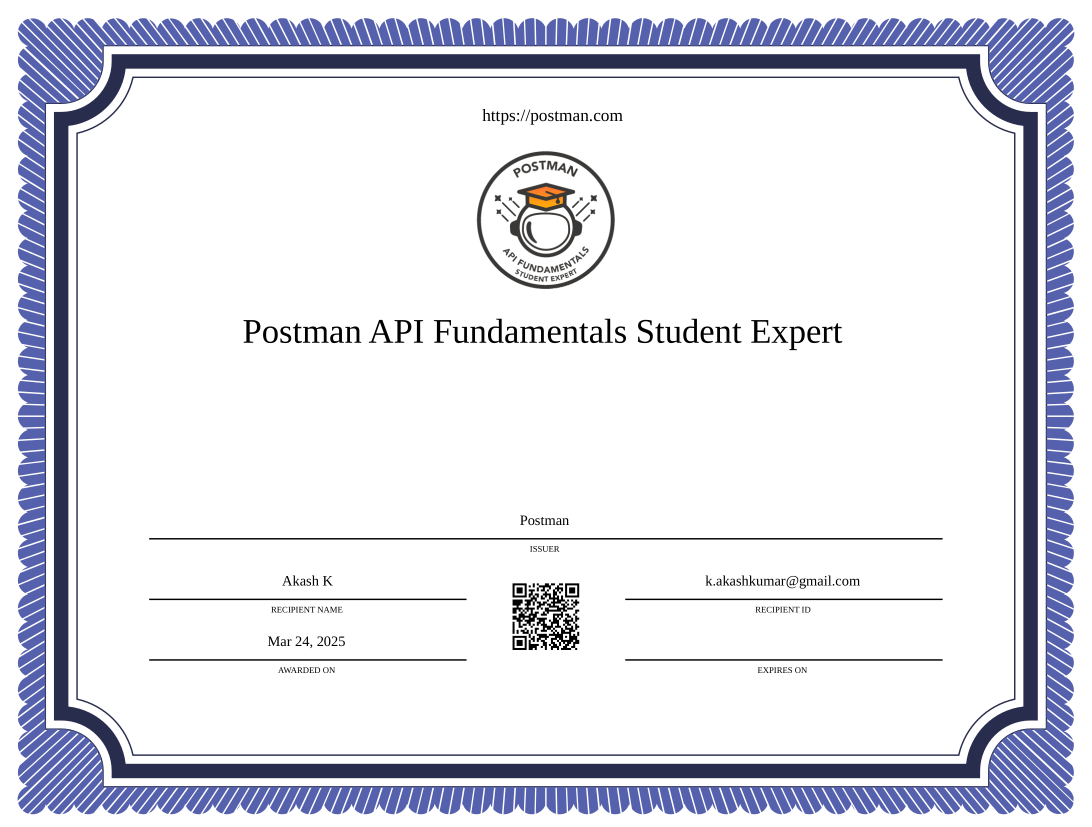 https://postman.com
POSTMAN
API FUNDAMENTALS
STUDENT EXPERT
Postman API Fundamentals Student Expert
Postman
ISSUER
Akash K
RECIPIENT NAME
k.akashkumar@gmail.com
RECIPIENT ID
Mar 24, 2025
AWARDED ON
EXPIRES ON